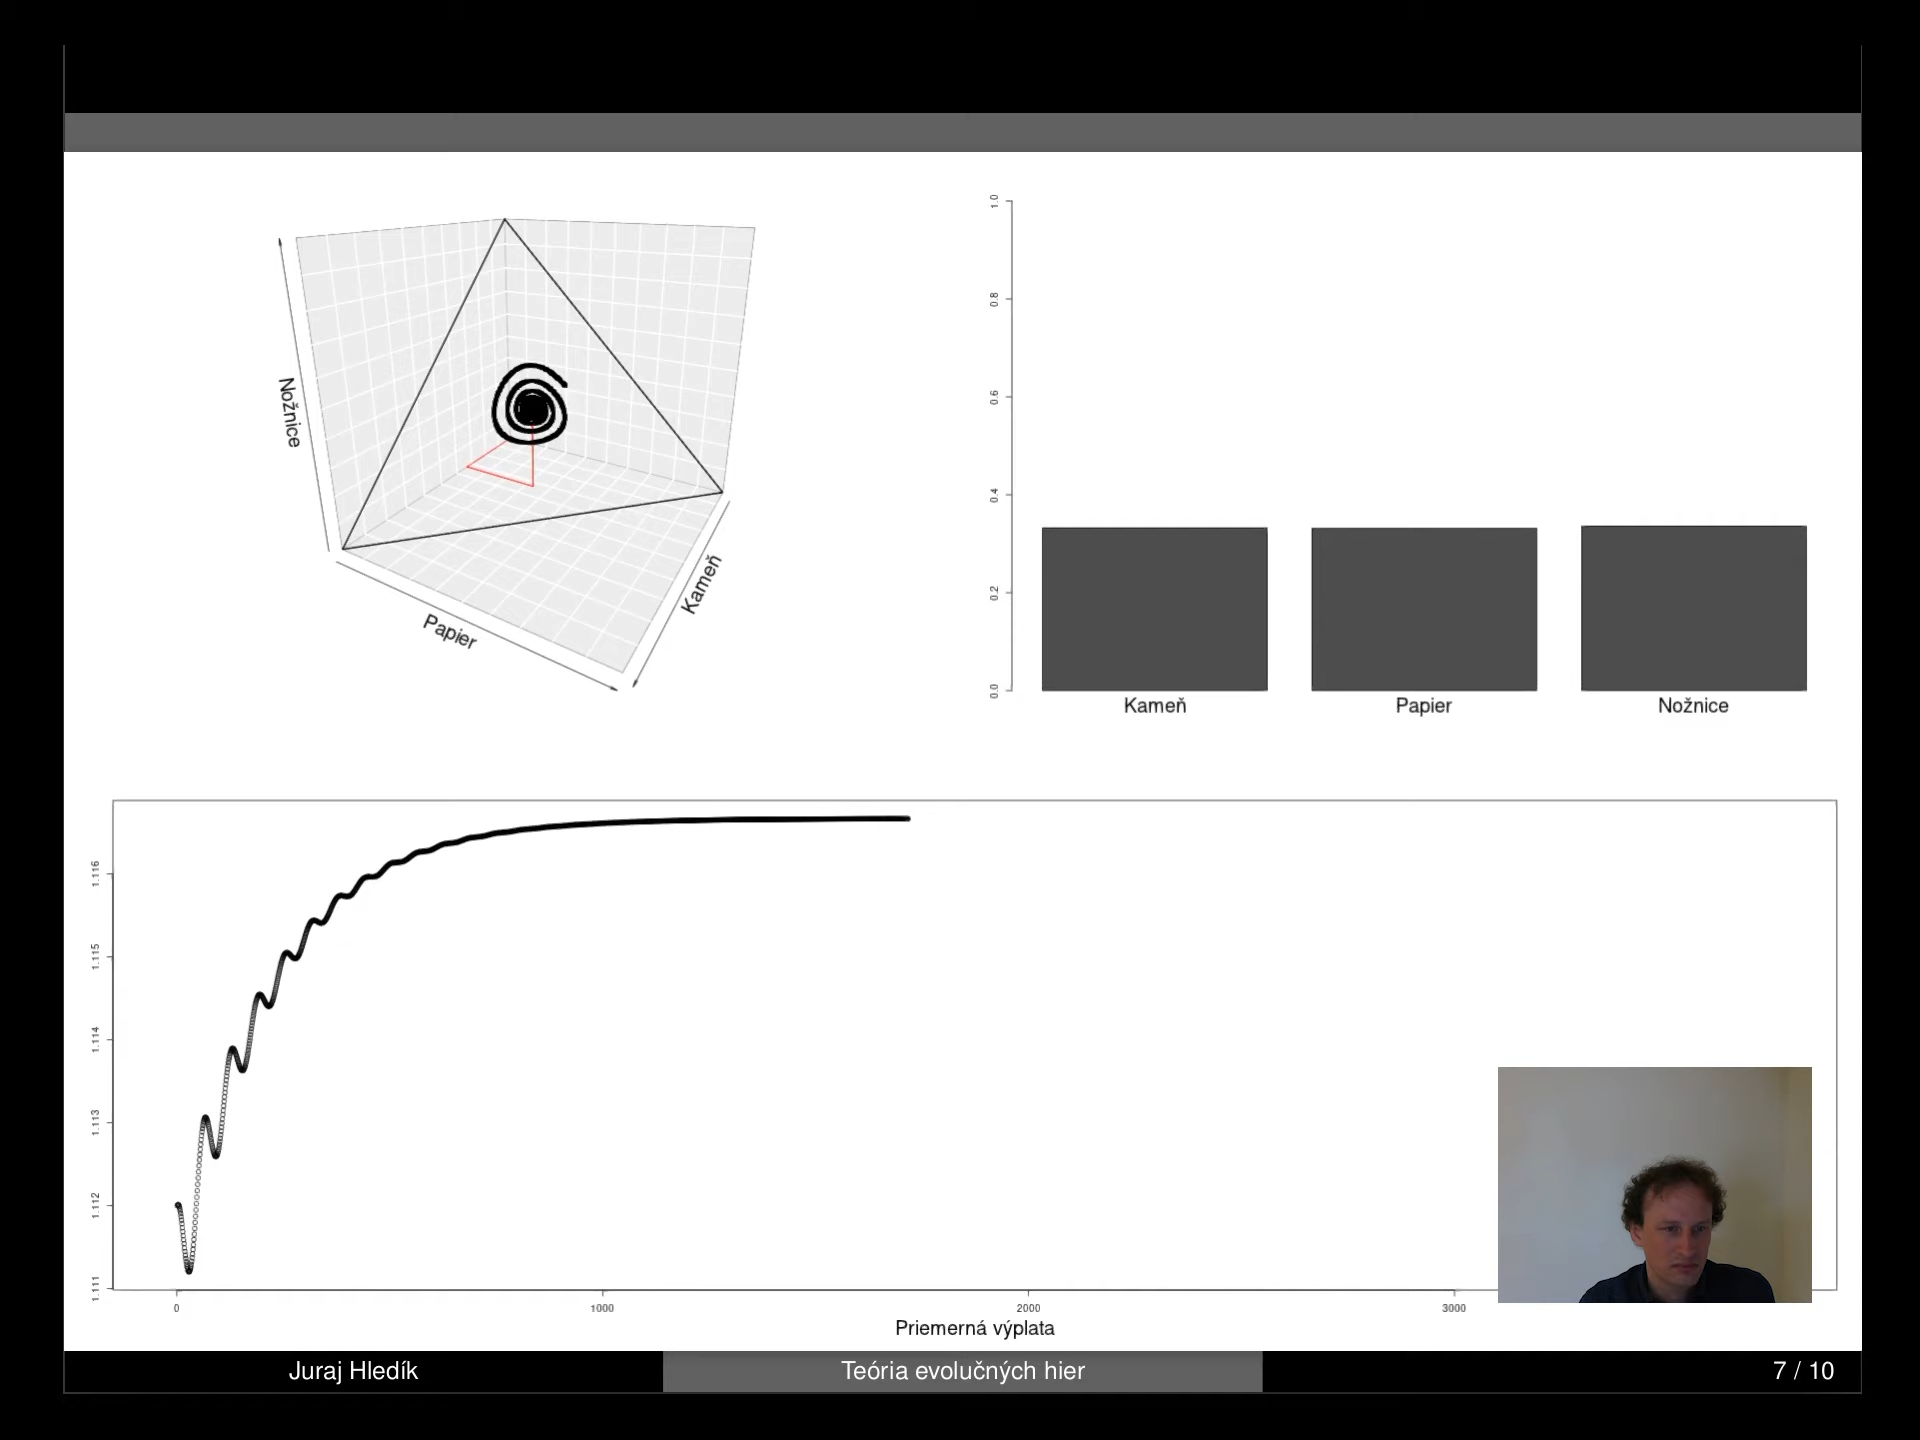 Nožnice
Papier
Kameň
1.0
0.8
0.6
0.4
0.2
0.0
Kameň Papier Nožnice
1.116
1.115
1.114
1.113
1.112
1.111
0 1000 2000 3000
Priemerná výplata
Juraj Hledík Teória evolučných hier 7 / 10